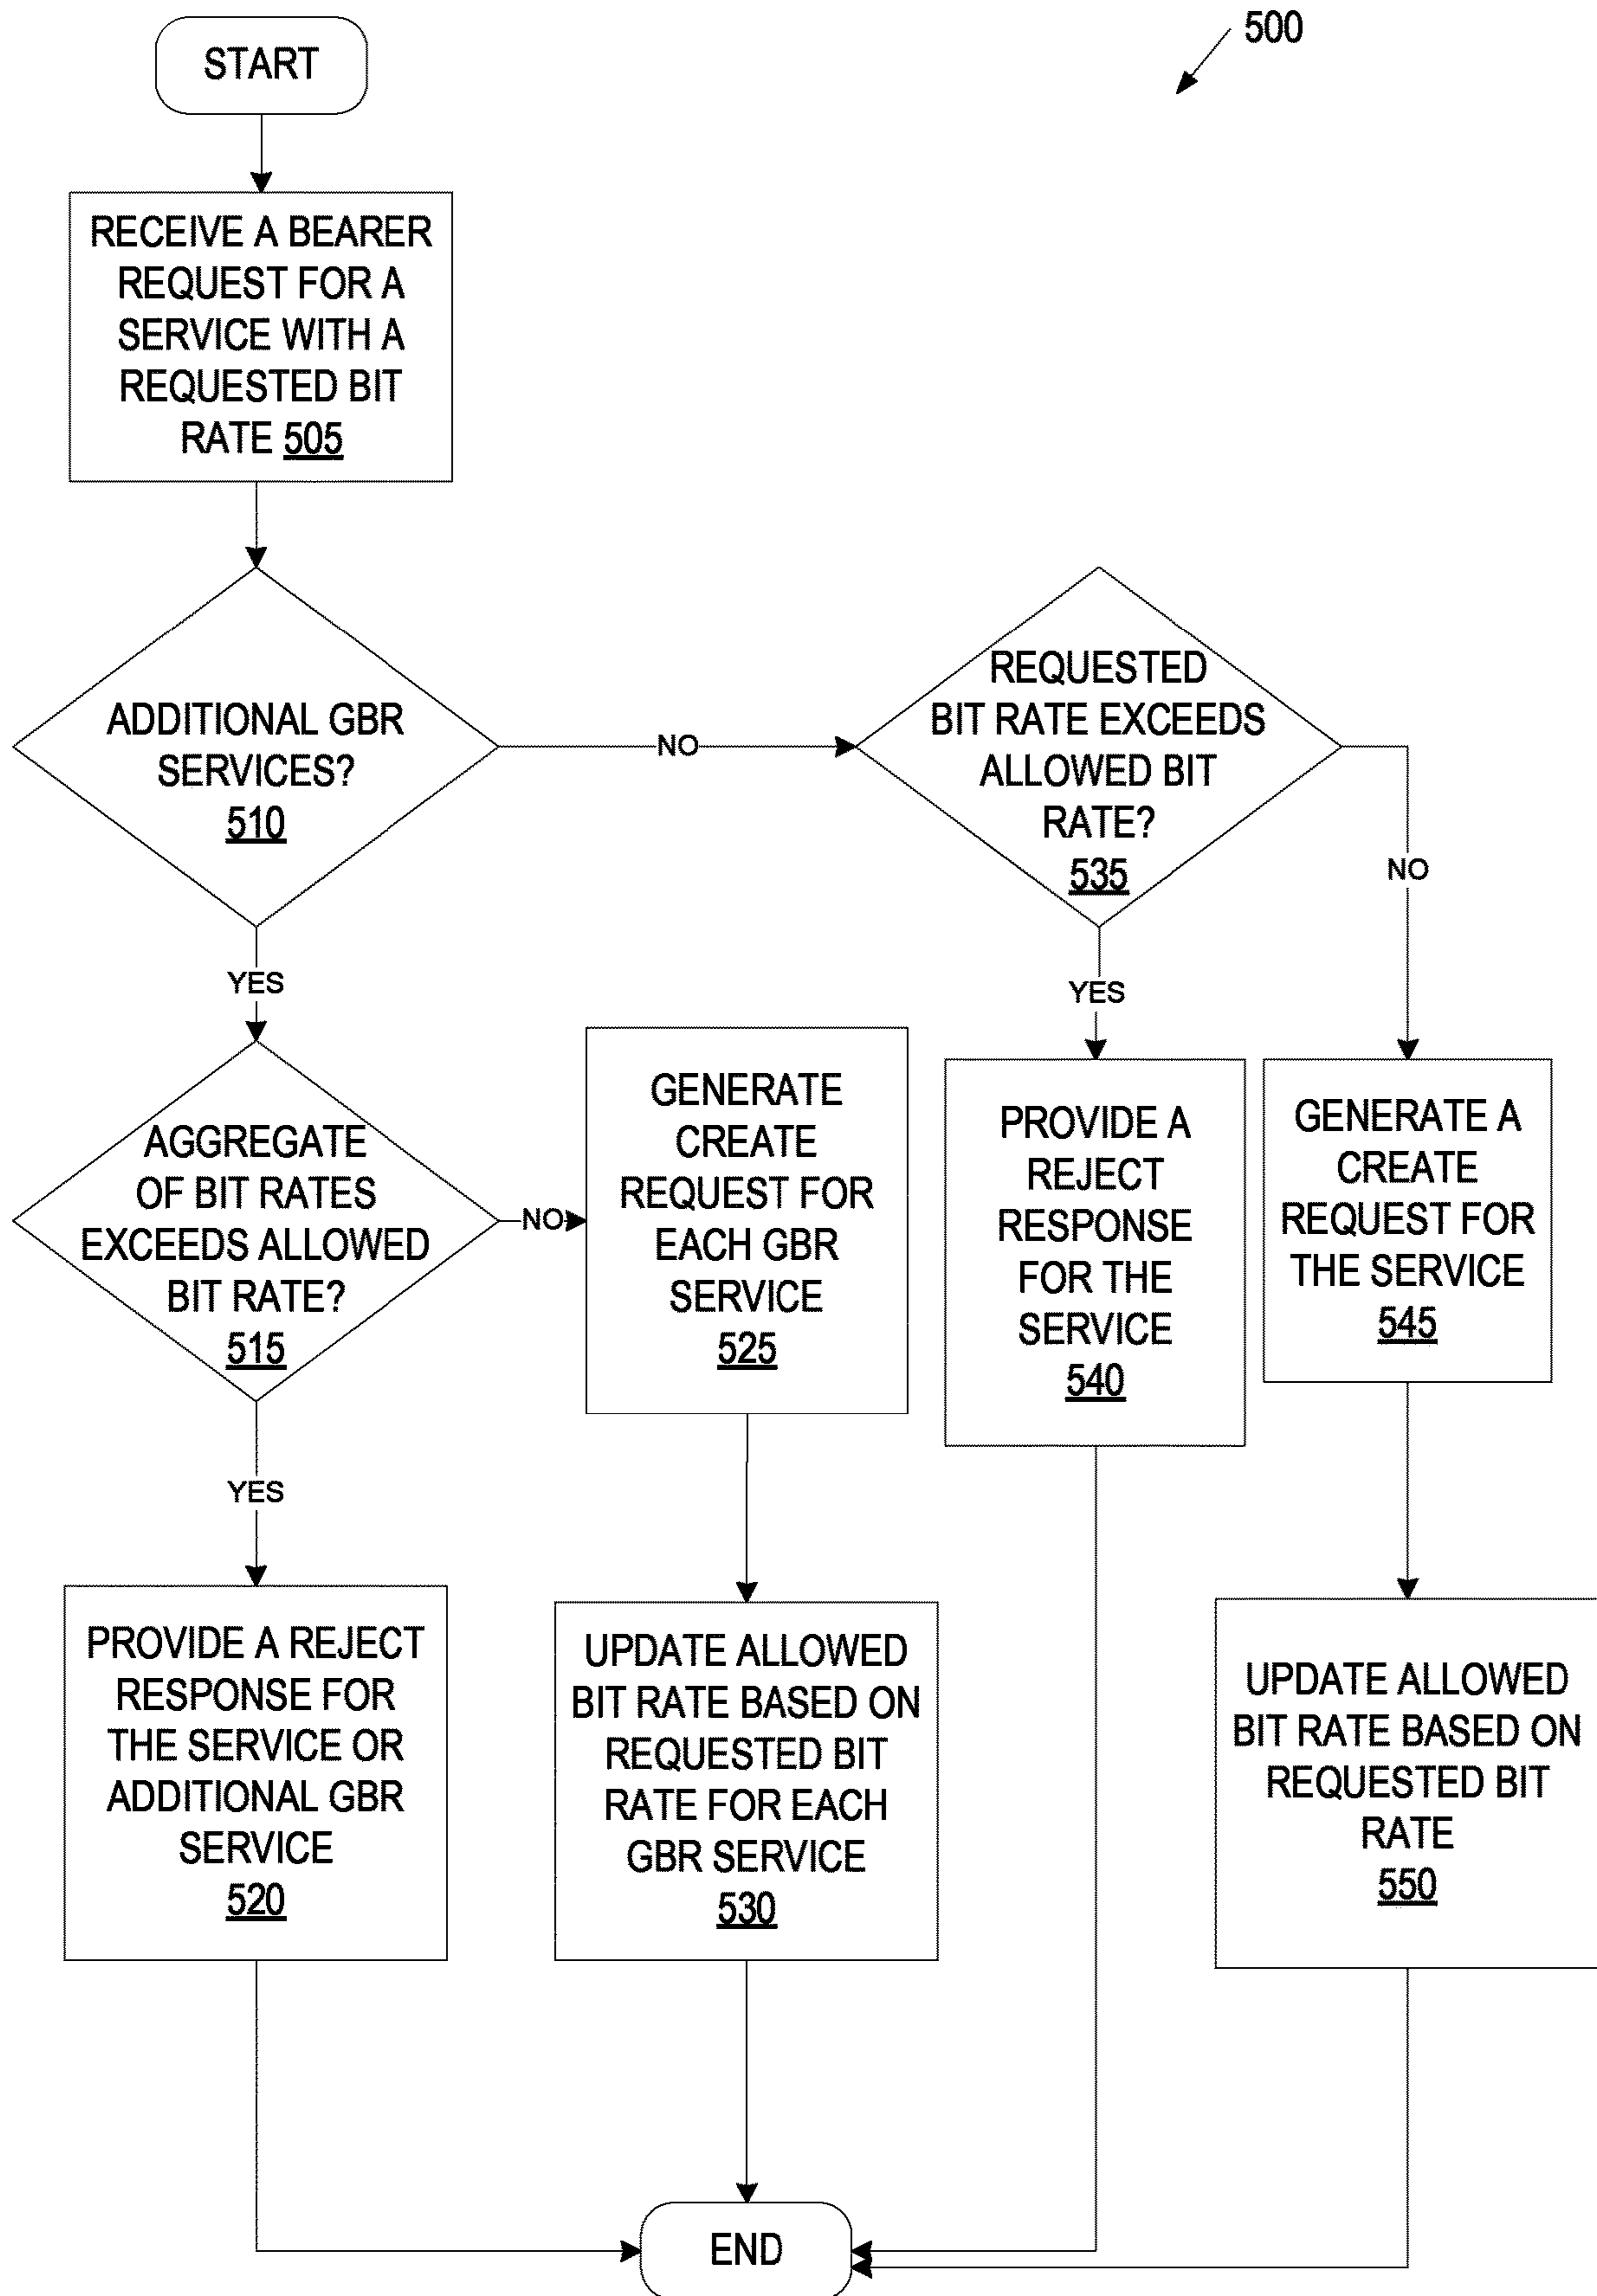 500
START
RECEIVE A BEARER
REQUEST FOR A
SERVICE WITH A
REQUESTED BIT
RATE 505
ADDITIONAL GBR
SERVICES?
510
NO
REQUESTED
BIT RATE EXCEEDS
ALLOWED BIT
RATE?
535
NO
YES
YES
AGGREGATE
OF BIT RATES
EXCEEDS ALLOWED
BIT RATE?
515
NO
GENERATE
CREATE
REQUEST FOR
EACH GBR
SERVICE
525
PROVIDE A
REJECT
RESPONSE
FOR THE
SERVICE
540
GENERATE A
CREATE
REQUEST FOR
THE SERVICE
545
YES
PROVIDE A REJECT
RESPONSE FOR
THE SERVICE OR
ADDITIONAL GBR
SERVICE
520
UPDATE ALLOWED
BIT RATE BASED ON
REQUESTED BIT
RATE FOR EACH
GBR SERVICE
530
UPDATE ALLOWED
BIT RATE BASED ON
REQUESTED BIT
RATE
550
END